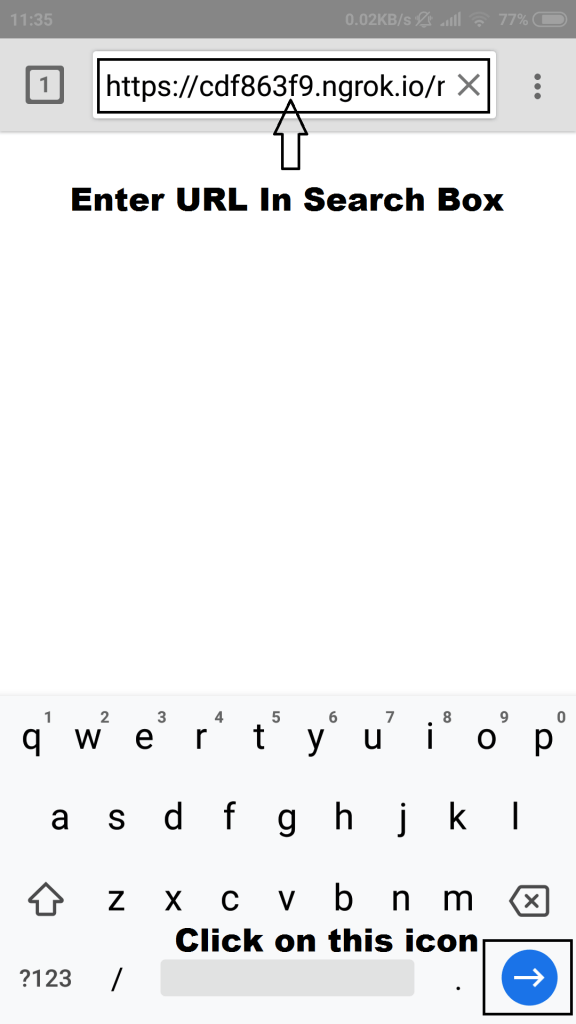 11:35 0.02KB/s 77%
1 https://cdf863f9.ngrok.io/r
Enter URL In Search Box
1 2 3 4 5 6 7 8 9 0
q w e r t y u i o p
a s d f g h j k l
z x c v b n m
Click on this icon
?123 / .